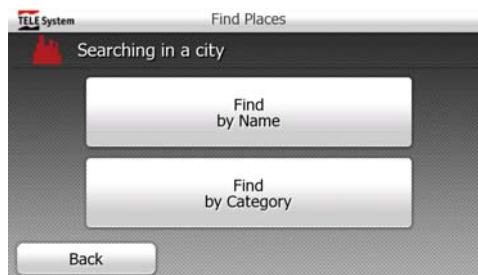 TELE System
Find Places
Searching in a city
Find
by Name
Find
by Category
Back